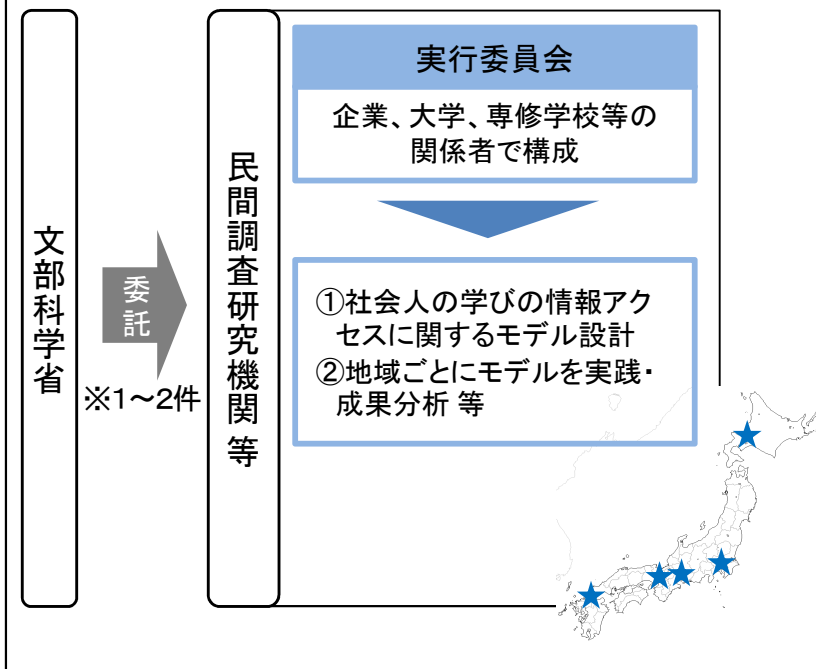 文部科学省
委託
※1～2件
民間調査研究機関等
実行委員会
企業、大学、専修学校等の
関係者で構成
①社会人の学びの情報アク
セスに関するモデル設計
②地域ごとにモデルを実践・
成果分析 等